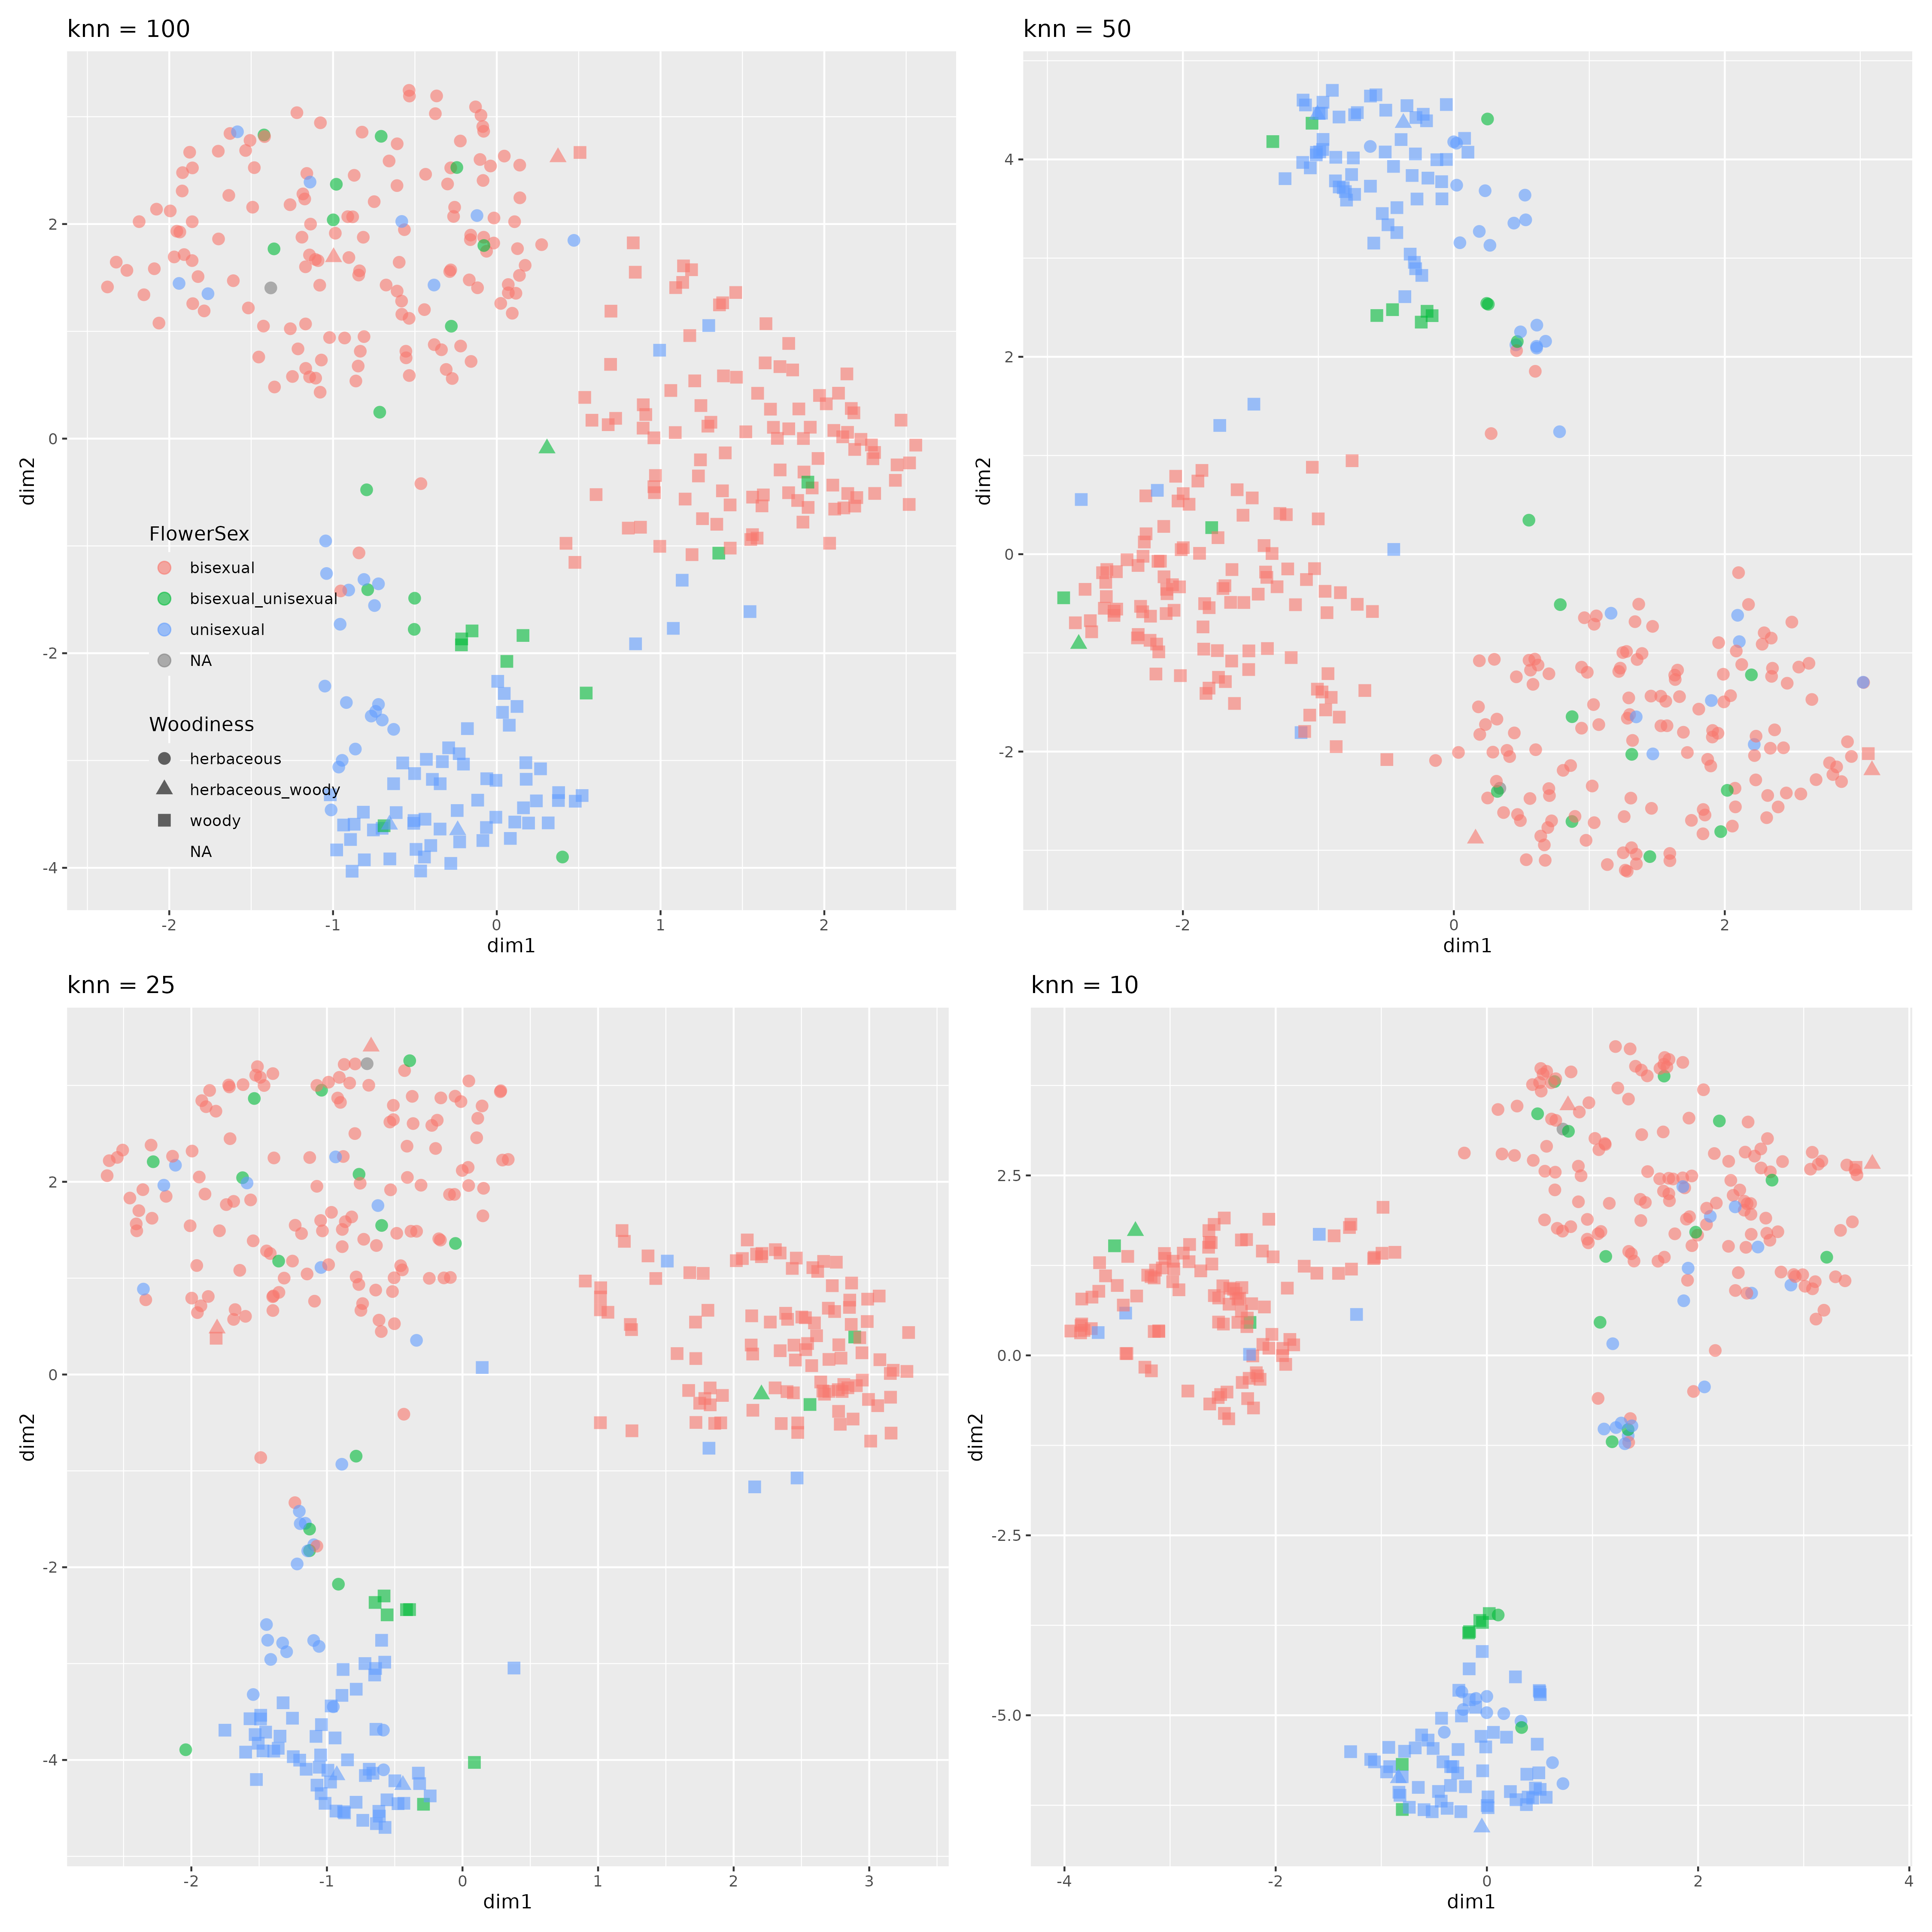 knn = 100
dim2
2
0
-2
-4
FlowerSex
bisexual
bisexual_unisexual
unisexual
NA
Woodiness
herbaceous
herbaceous_woody
woody
NA
-2 -1 0 1 2
dim1
knn = 50
dim2
4
2
0
-2
-2 0 2
dim1
knn = 25
dim2
2
0
-2
-4
-2 -1 0 1 2 3
dim1
knn = 10
dim2
2.5
0.0
-2.5
-5.0
-4 -2 0 2 4
dim1